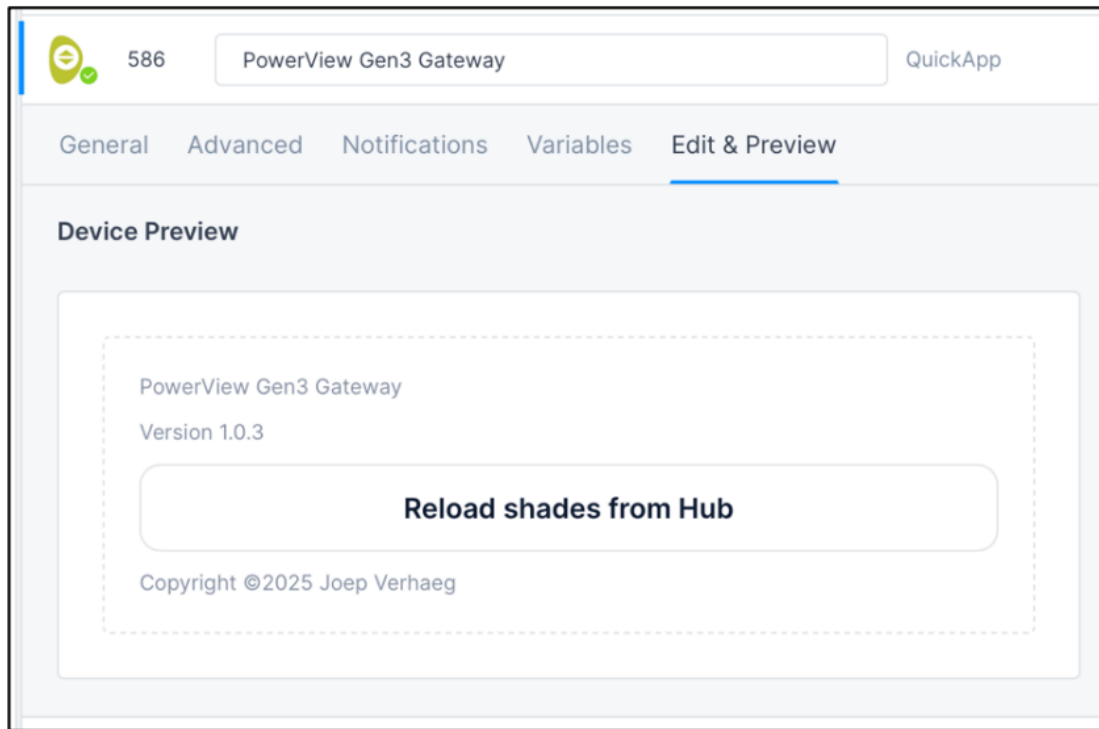 586 PowerView Gen3 Gateway QuickApp
General Advanced Notifications Variables Edit & Preview
Device Preview
PowerView Gen3 Gateway
Version 1.0.3
Reload shades from Hub
Copyright ©2025 Joep Verhaeg